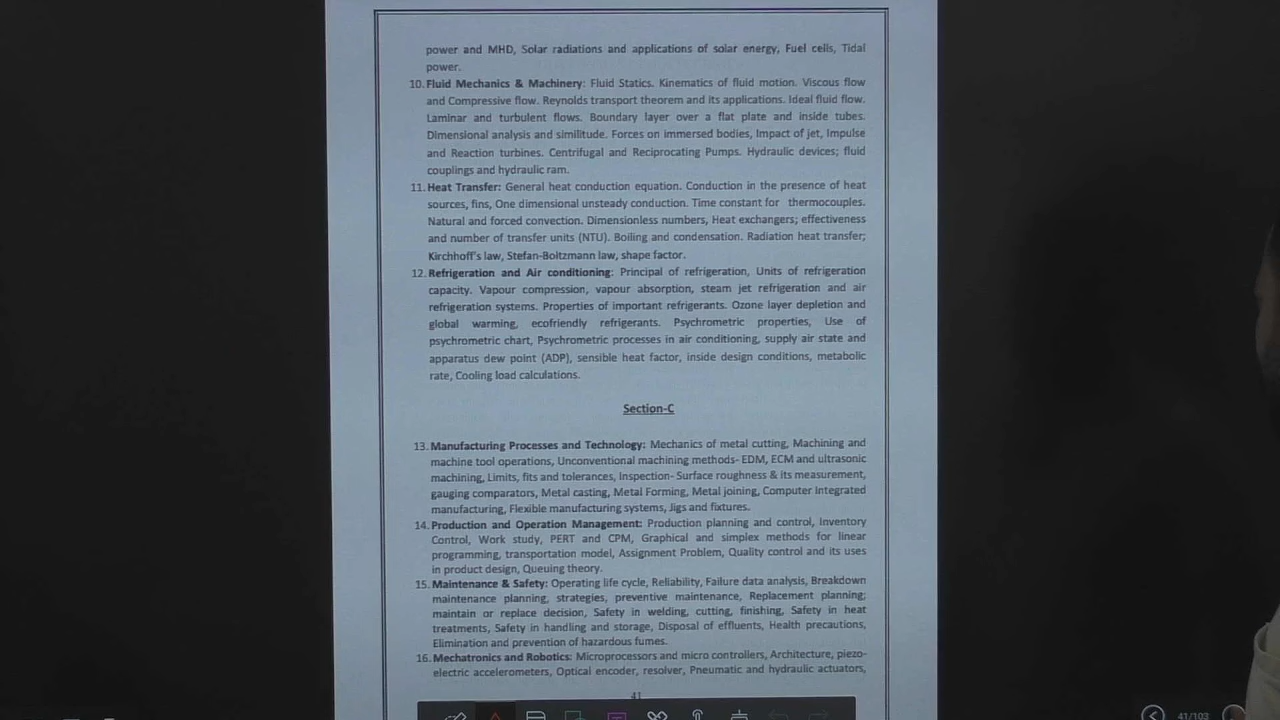 power and MHD, Solar radiations and applications of solar energy, Fuel cells, Tidal
power.
10. Fluid Mechanics & Machinery: Fluid Statics. Kinematics of fluid motion. Viscous flow
and Compressive flow. Reynolds transport theorem and its applications. Ideal fluid flow.
Laminar and turbulent flows. Boundary layer over a flat plate and inside tubes.
Dimensional analysis and similitude. Forces on immersed bodies, Impact of jet, Impulse
and Reaction turbines. Centrifugal and Reciprocating Pumps. Hydraulic devices; fluid
couplings and hydraulic ram.
11. Heat Transfer: General heat conduction equation. Conduction in the presence of heat
sources, fins, One dimensional unsteady conduction. Time constant for thermocouples.
Natural and forced convection. Dimensionless numbers, Heat exchangers; effectiveness
and number of transfer units (NTU). Boiling and condensation. Radiation heat transfer;
Kirchhoff's law, Stefan-Boltzmann law, shape factor.
12. Refrigeration and Air conditioning: Principal of refrigeration, Units of refrigeration
capacity. Vapour compression, vapour absorption, steam jet refrigeration and air
refrigeration systems. Properties of important refrigerants. Ozone layer depletion and
global warming, ecofriendly refrigerants. Psychrometric properties, Use of
psychrometric chart, Psychrometric processes in air conditioning, supply air state and
apparatus dew point (ADP), sensible heat factor, inside design conditions, metabolic
rate, Cooling load calculations.
Section-C
13. Manufacturing Processes and Technology: Mechanics of metal cutting, Machining and
machine tool operations, Unconventional machining methods- EDM, ECM and ultrasonic
machining, Limits, fits and tolerances, Inspection- Surface roughness & its measurement,
gauging comparators, Metal casting, Metal Forming, Metal joining, Computer Integrated
manufacturing, Flexible manufacturing systems, Jigs and fixtures.
14. Production and Operation Management: Production planning and control, Inventory
Control, Work study, PERT and CPM, Graphical and simplex methods for linear
programming, transportation model, Assignment Problem, Quality control and its uses
in product design, Queuing theory.
15. Maintenance & Safety: Operating life cycle, Reliability, Failure data analysis, Breakdown
maintenance planning, strategies, preventive maintenance, Replacement planning;
maintain or replace decision, Safety in welding, cutting, finishing, Safety in heat
treatments, Safety in handling and storage, Disposal of effluents, Health precautions,
Elimination and prevention of hazardous fumes.
16. Mechatronics and Robotics: Microprocessors and micro controllers, Architecture, piezo-
electric accelerometers, Optical encoder, resolver, Pneumatic and hydraulic actuators,
41
41/103